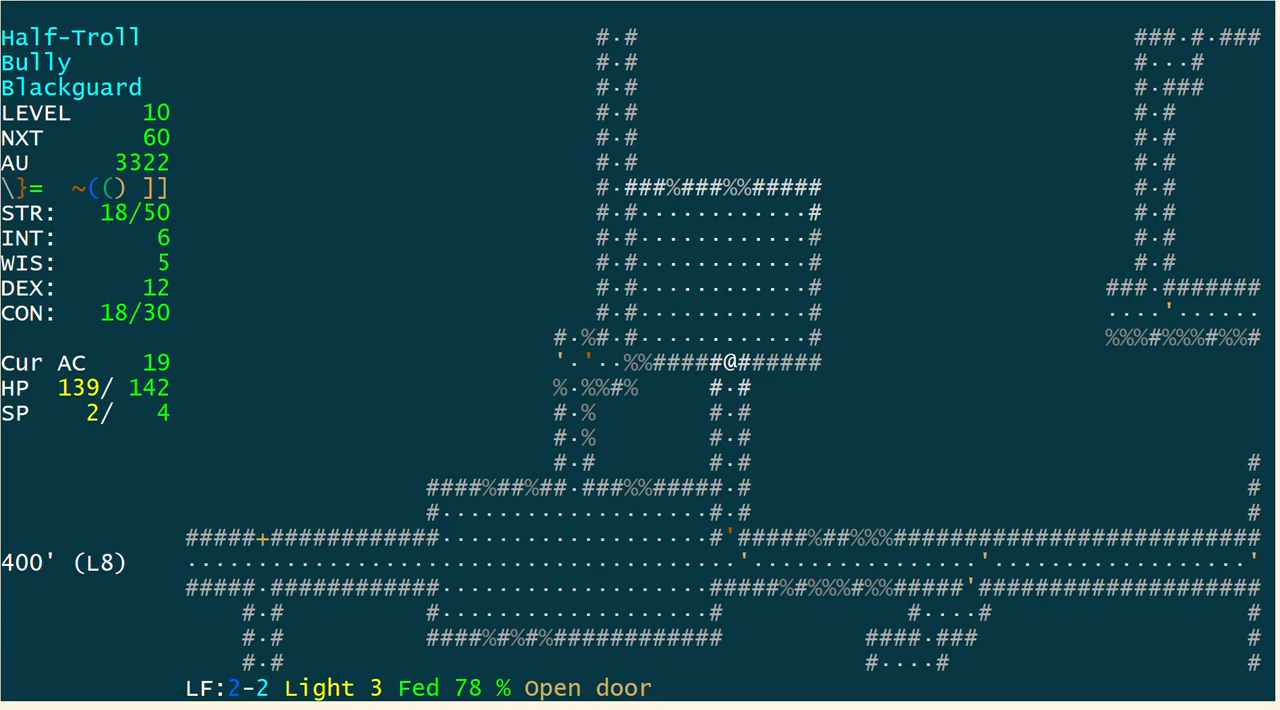 Half-Troll #.# ###.#.###
Bully #.# #...#
Blackguard #.# #.###
LEVEL 10 #.# #.#
NXT 60 #.# #.#
AU 3322 #.# #.#
\}= ~(() ]] #.###%###%%##### #.#
STR: 18/50 #.#............# #.#
INT: 6 #.#............# #.#
WIS: 5 #.#............# #.#
DEX: 12 #.#............# ###.#######
CON: 18/30 #.#............# ....'......
#.%#.#............# %%%#%%%#%%#
Cur AC 19 '.'..%%#####@######
HP 139/ 142 %.%%#% #.#
SP 2/ 4 #.% #.#
#.% #.#
#.# #.# #
####%##%##.###%%#####.# #
#...................#.# #
#####+############...................#'#####%##%%%##########################
400' (L8) .......................................'................'..................'
#####.############...................#####%#%%%#%%#####'####################
#.# #...................# #....# #
#.# ####%#%#%############ ####.### #
#.# #....# #
LF:2-2 Light 3 Fed 78 % Open door